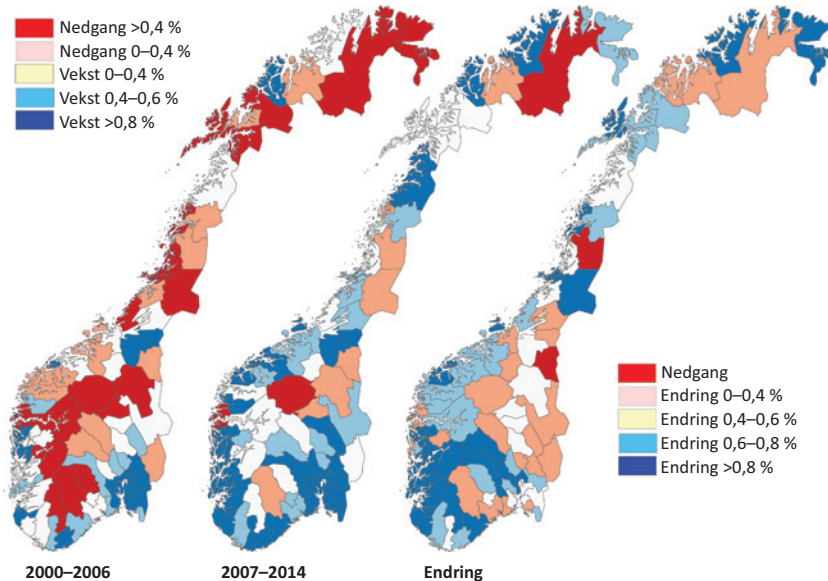 Nedgang >0,4 %
Nedgang 0–0,4 %
Vekst 0–0,4 %
Vekst 0,4–0,6 %
Vekst >0,8 %
Nedgang
Endring 0–0,4 %
Endring 0,4–0,6 %
Endring 0,6–0,8 %
Endring >0,8 %
2000–2006
2007–2014
Endring